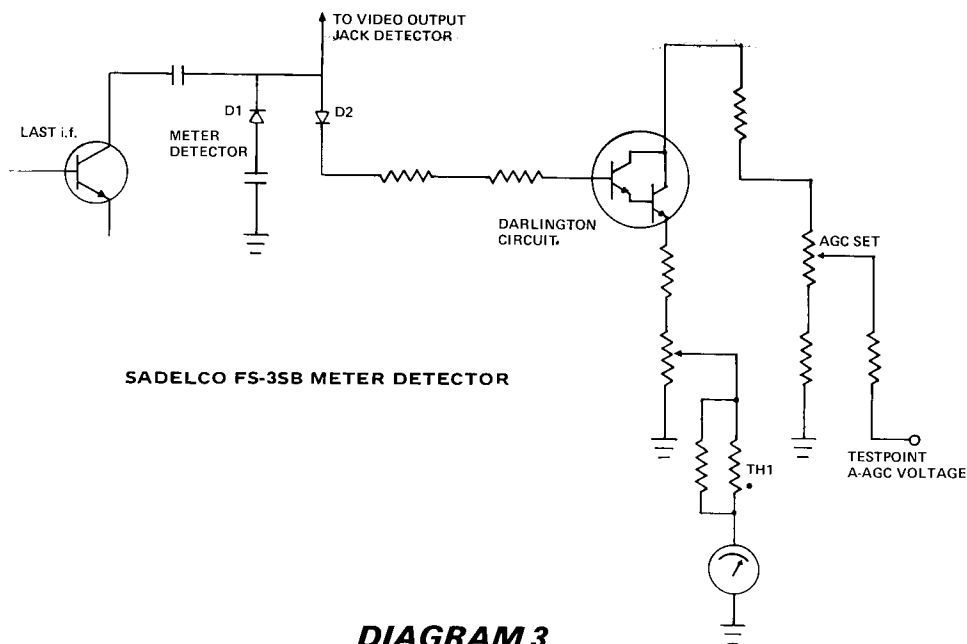 TO VIDEO OUTPUT
JACK DETECTOR
LAST i.f.
D1
D2
METER
DETECTOR
DARLINGTON
CIRCUIT.
AGC SET
SADELCO FS-3SB METER DETECTOR
TH1
TESTPOINT
A-AGC VOLTAGE
DIAGRAM 3